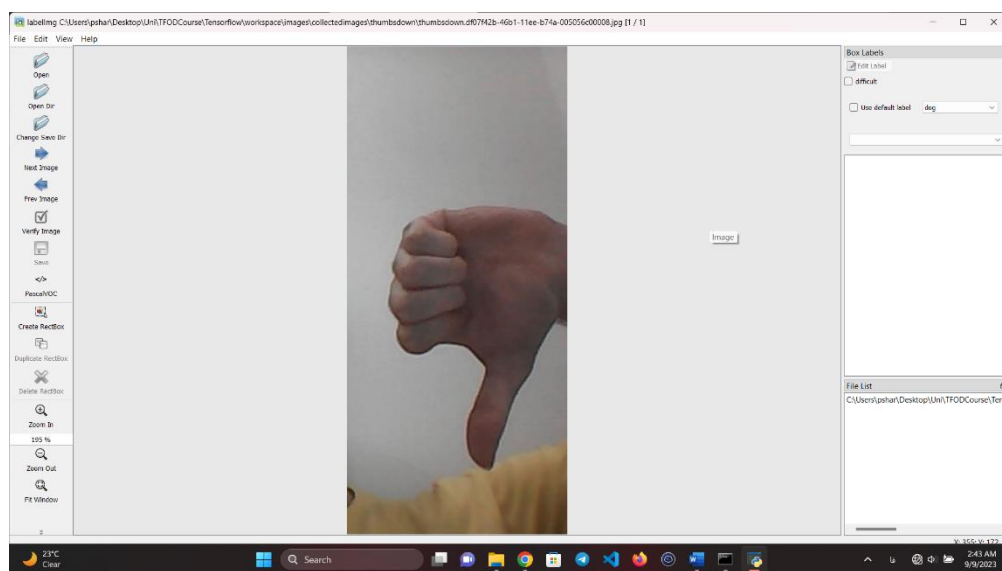 labelImg C:\Users\pshar\Desktop\Uni\TFODCourse\Tensorflow\workspace\images\collectedimages\thumbsdown\thumbsdown.df07f42b-46b1-11ee-b74a-005056c00008.jpg [1 / 1]
File Edit View Help
Open
Open Dir
Change Save Dir
Next Image
Prev Image
Verify Image
Save
</>
PascalVOC
Create RectBox
Duplicate RectBox
Delete RectBox
Zoom In
195 %
Zoom Out
Fit Window
Image
Box Labels
Edit Label
difficult
Use default label dog
File List
C:\Users\pshar\Desktop\Uni\TFODCourse\Ter
X: 355; Y: 172
23°C
Clear
Search
فا
2:43 AM
9/9/2023